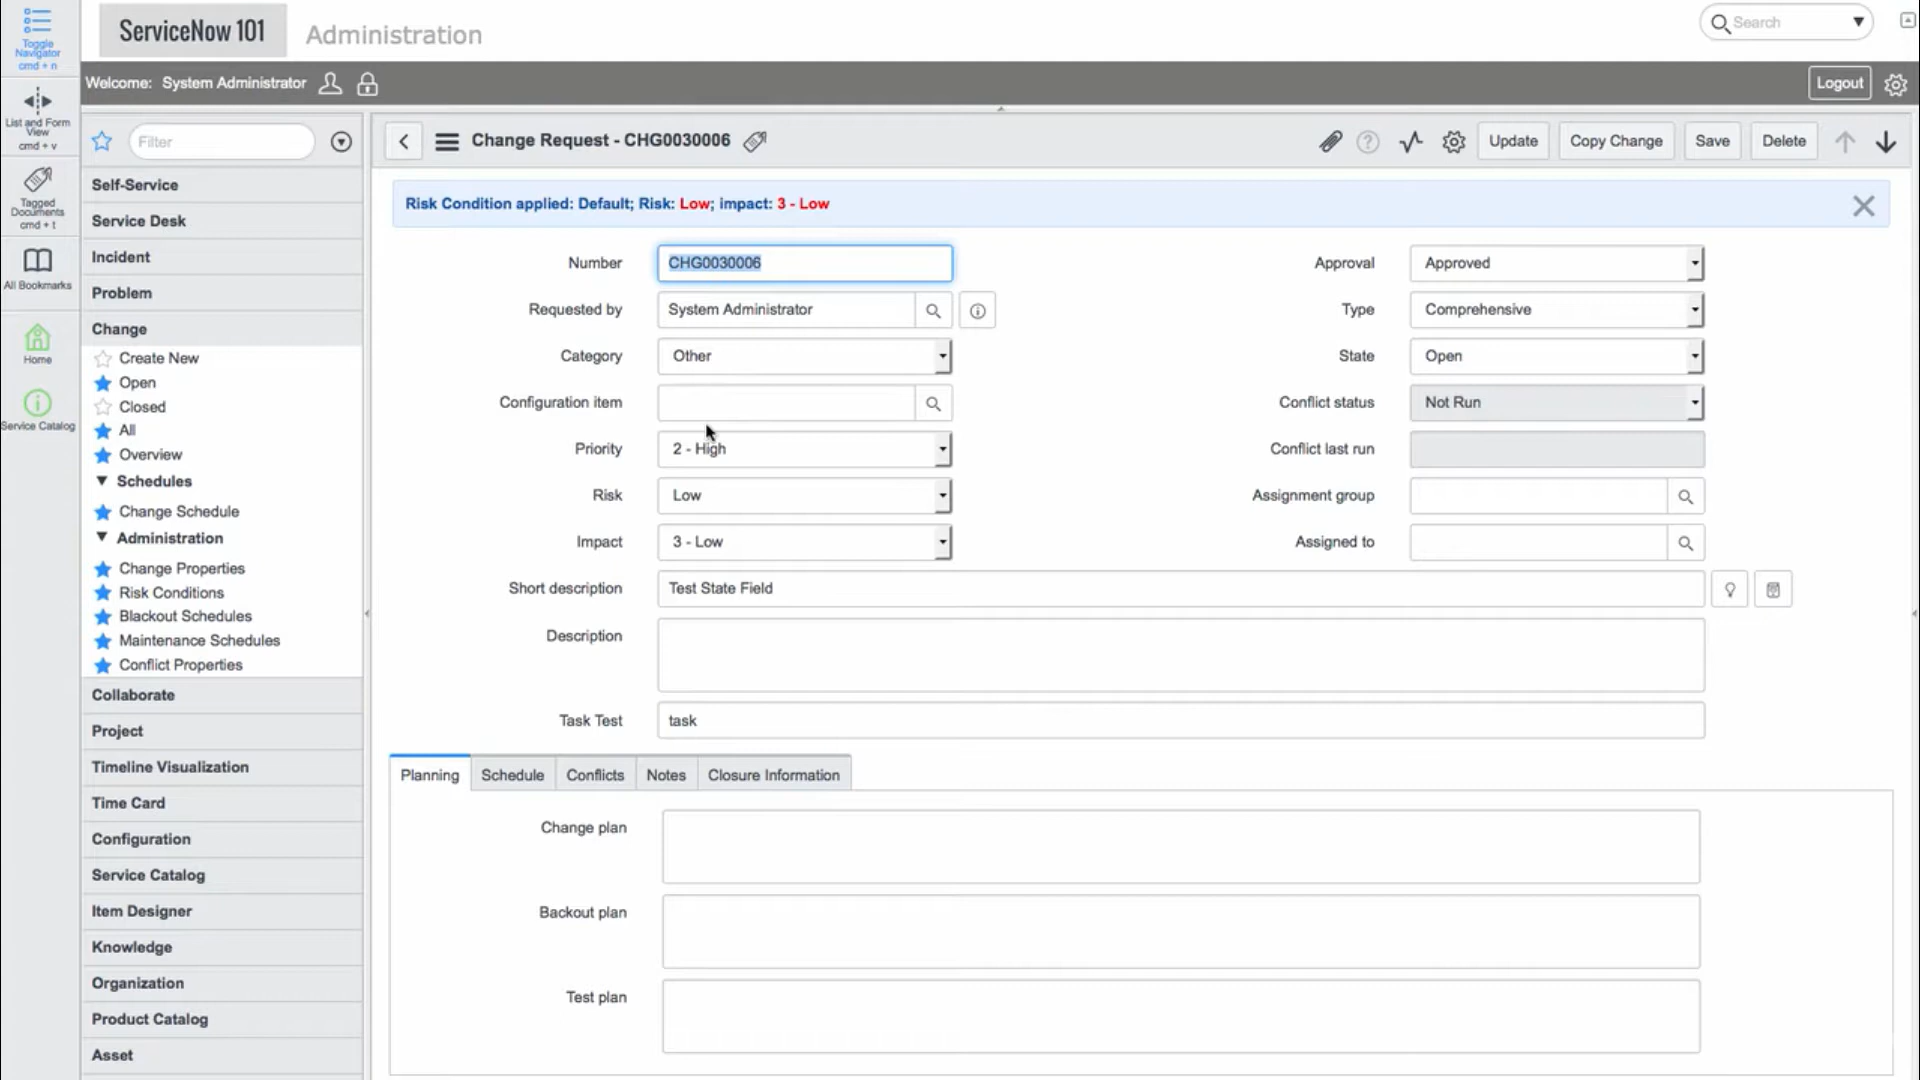 Toggle
Navigator
cmd + n
List and Form
View
cmd + v
Tagged
Documents
cmd + t
All Bookmarks
Home
Service Catalog
ServiceNow 101
Administration
Search
Welcome: System Administrator
Logout
Filter
Self-Service
Service Desk
Incident
Problem
Change
Create New
Open
Closed
All
Overview
Schedules
Change Schedule
Administration
Change Properties
Risk Conditions
Blackout Schedules
Maintenance Schedules
Conflict Properties
Collaborate
Project
Timeline Visualization
Time Card
Configuration
Service Catalog
Item Designer
Knowledge
Organization
Product Catalog
Asset
Change Request - CHG0030006
Update
Copy Change
Save
Delete
Risk Condition applied: Default; Risk: Low; impact: 3 - Low
Number CHG0030006
Requested by System Administrator
Category Other
Configuration item
Priority 2 - High
Risk Low
Impact 3 - Low
Approval Approved
Type Comprehensive
State Open
Conflict status Not Run
Conflict last run
Assignment group
Assigned to
Short description Test State Field
Description
Task Test task
Planning Schedule Conflicts Notes Closure Information
Change plan
Backout plan
Test plan